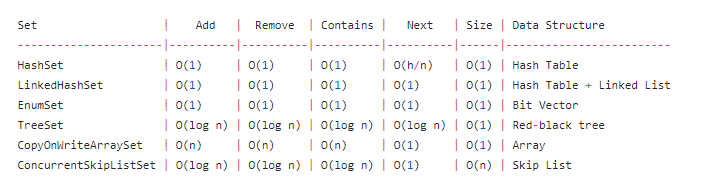 Set                   |    Add   |  Remove  | Contains |   Next   | Size | Data Structure
----------------------|----------|----------|----------|----------|------|-------------------------
HashSet               | O(1)     | O(1)     | O(1)     | O(h/n)   | O(1) | Hash Table
LinkedHashSet         | O(1)     | O(1)     | O(1)     | O(1)     | O(1) | Hash Table + Linked List
EnumSet               | O(1)     | O(1)     | O(1)     | O(1)     | O(1) | Bit Vector
TreeSet               | O(log n) | O(log n) | O(log n) | O(log n) | O(1) | Red-black tree
CopyOnWriteArraySet   | O(n)     | O(n)     | O(n)     | O(1)     | O(1) | Array
ConcurrentSkipListSet | O(log n) | O(log n) | O(log n) | O(1)     | O(n) | Skip List